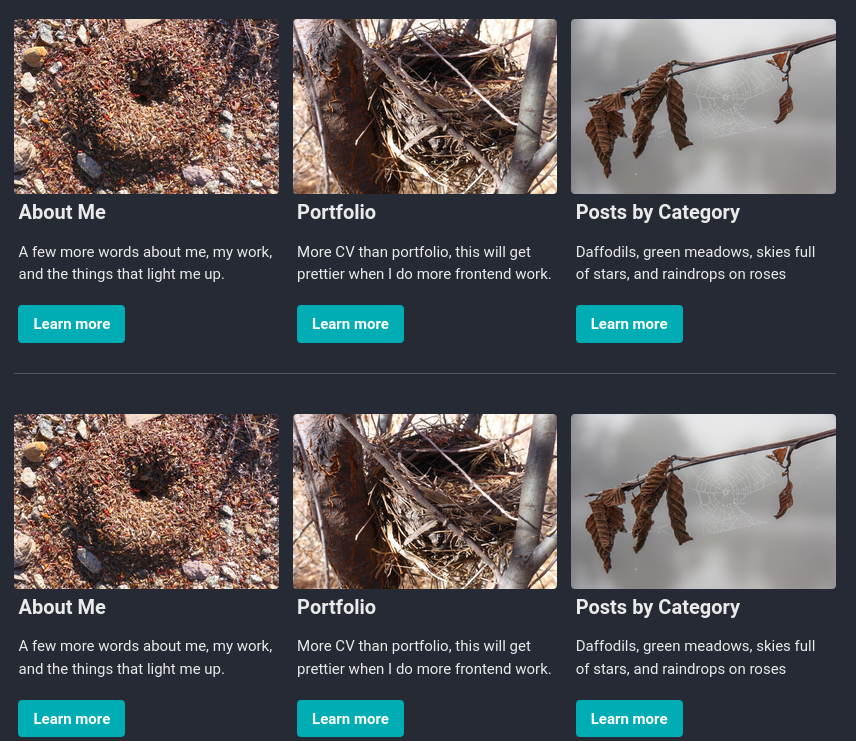 About Me
Portfolio
Posts by Category
A few more words about me, my work,
and the things that light me up.
More CV than portfolio, this will get
prettier when I do more frontend work.
Daffodils, green meadows, skies full
of stars, and raindrops on roses
Learn more
Learn more
Learn more
About Me
Portfolio
Posts by Category
A few more words about me, my work,
and the things that light me up.
More CV than portfolio, this will get
prettier when I do more frontend work.
Daffodils, green meadows, skies full
of stars, and raindrops on roses
Learn more
Learn more
Learn more